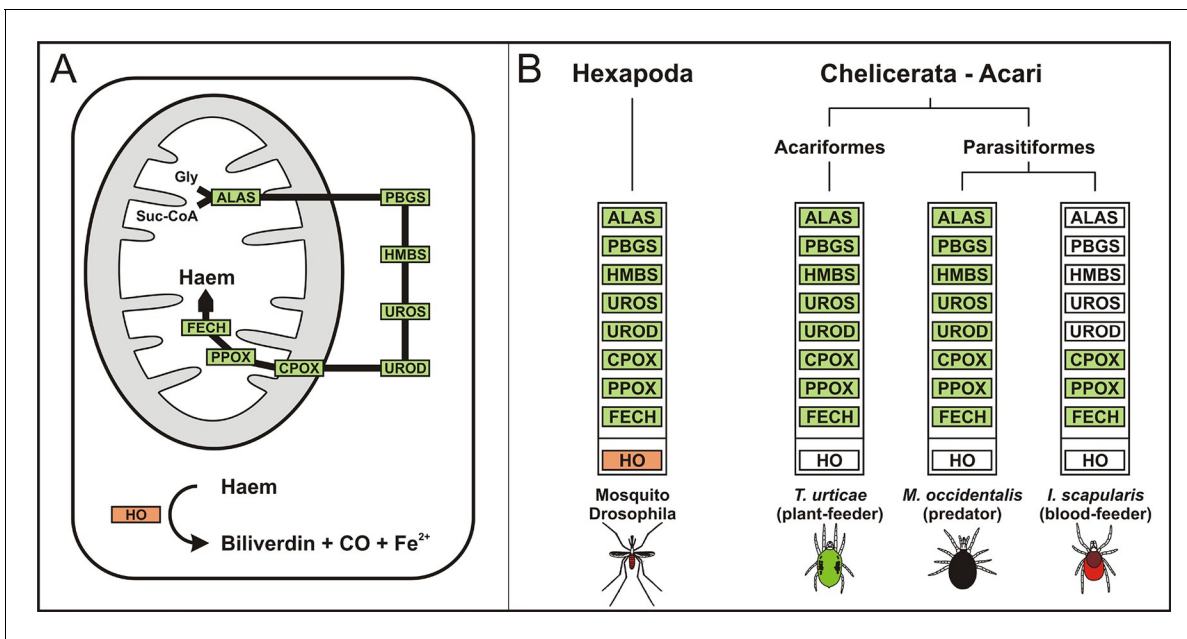 A
Gly
Suc-CoA
ALAS
PBGS
HMBS
UROS
UROD
CPOX
PPOX
FECH
Haem
HO
Haem
Biliverdin + CO + Fe²⁺
B
Hexapoda
Chelicerata - Acari
Acariformes
Parasitiformes
ALAS ALAS ALAS ALAS
PBGS PBGS PBGS PBGS
HMBS HMBS HMBS HMBS
UROS UROS UROS UROS
UROD UROD UROD UROD
CPOX CPOX CPOX CPOX
PPOX PPOX PPOX PPOX
FECH FECH FECH FECH
HO HO HO HO
Mosquito
Drosophila
T. urticae
(plant-feeder)
M. occidentalis
(predator)
I. scapularis
(blood-feeder)